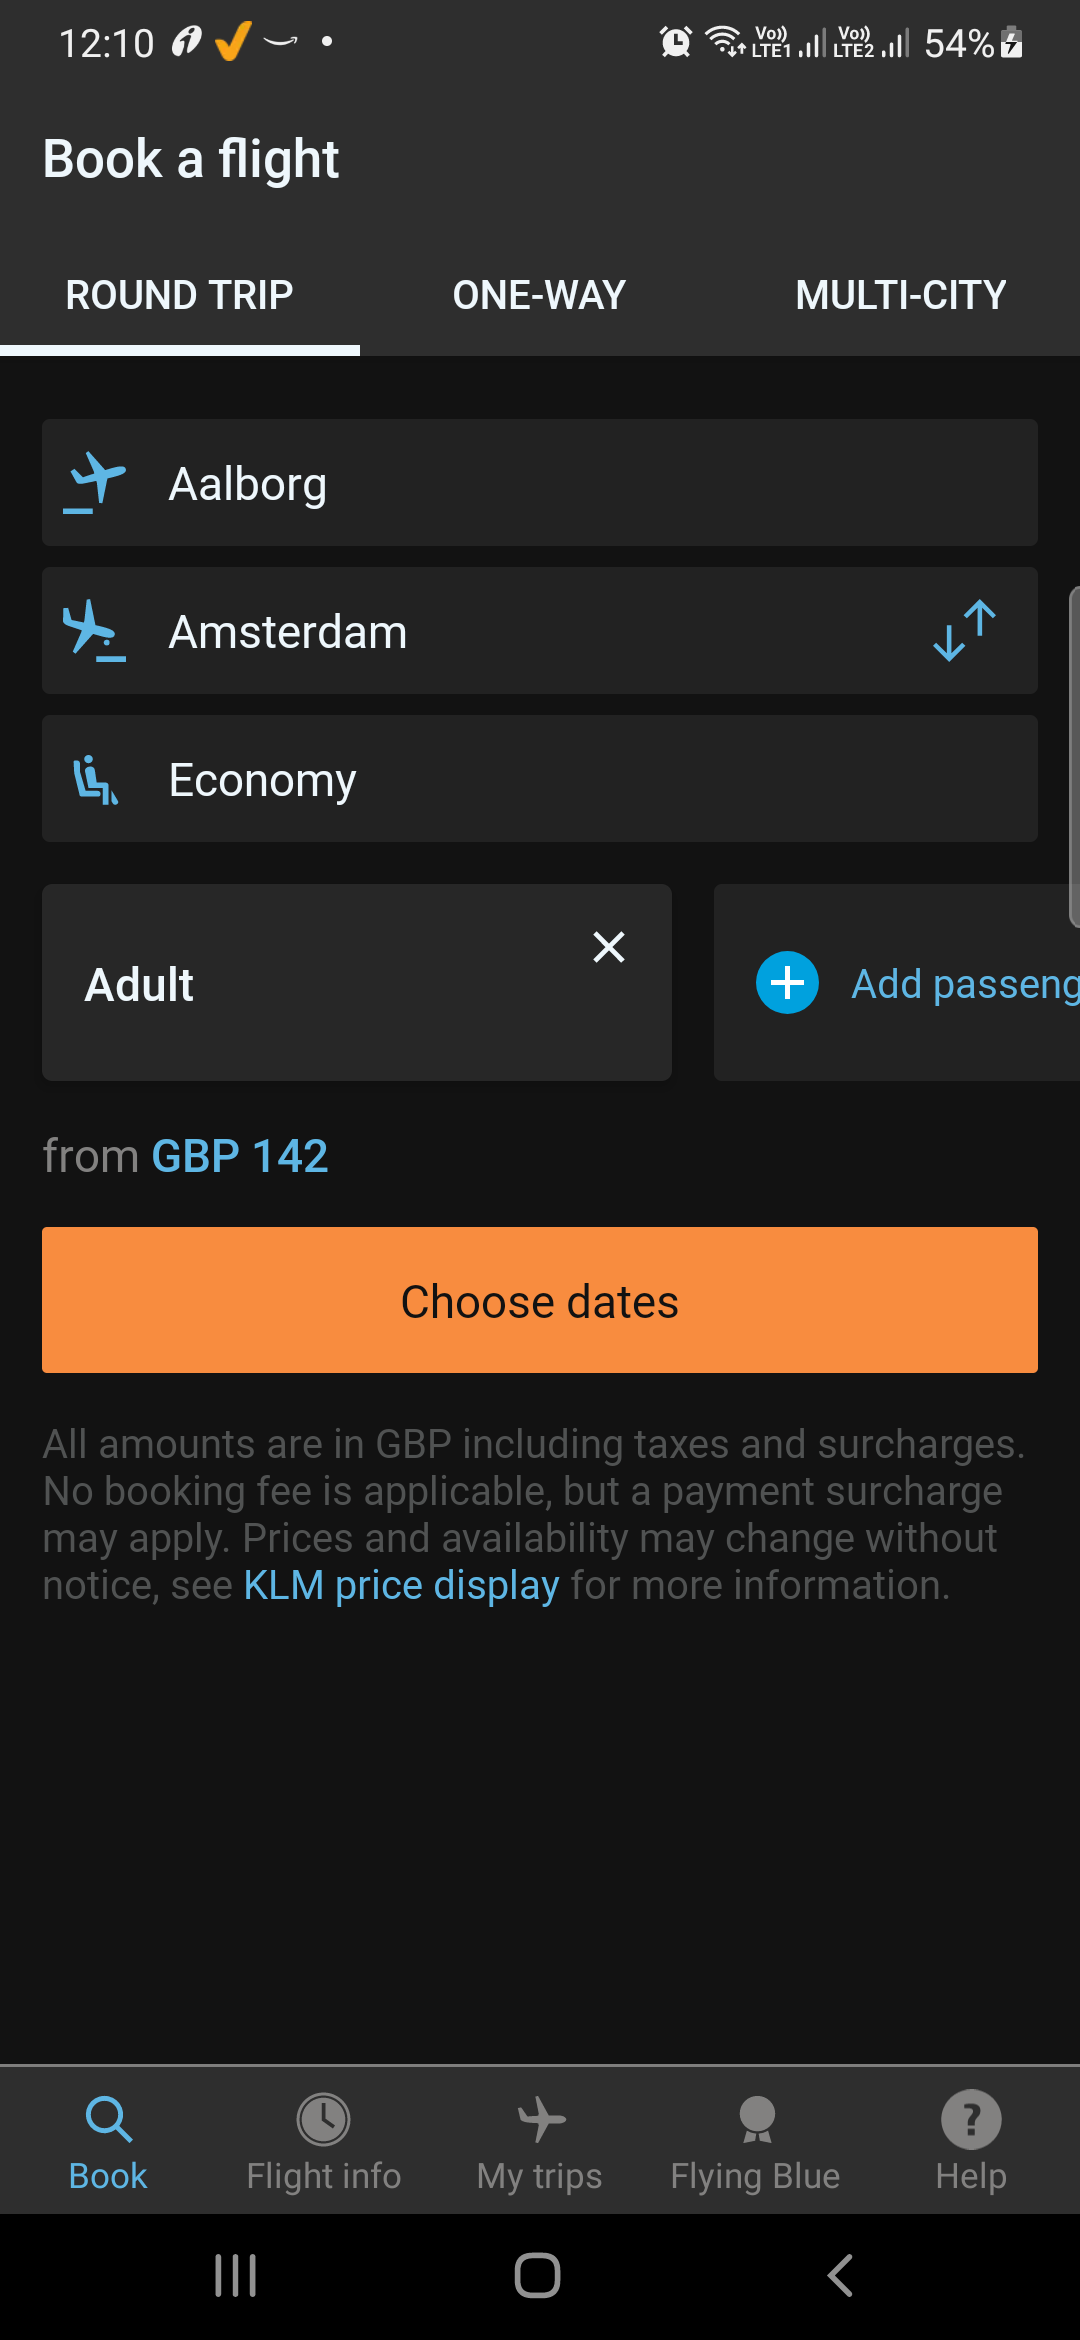 12:10
Vo)) LTE1 Vo)) LTE2 54%
Book a flight
ROUND TRIP ONE-WAY MULTI-CITY
Aalborg
Amsterdam
Economy
Adult
Add passeng
from GBP 142
Choose dates
All amounts are in GBP including taxes and surcharges.
No booking fee is applicable, but a payment surcharge
may apply. Prices and availability may change without
notice, see KLM price display for more information.
Book Flight info My trips Flying Blue Help